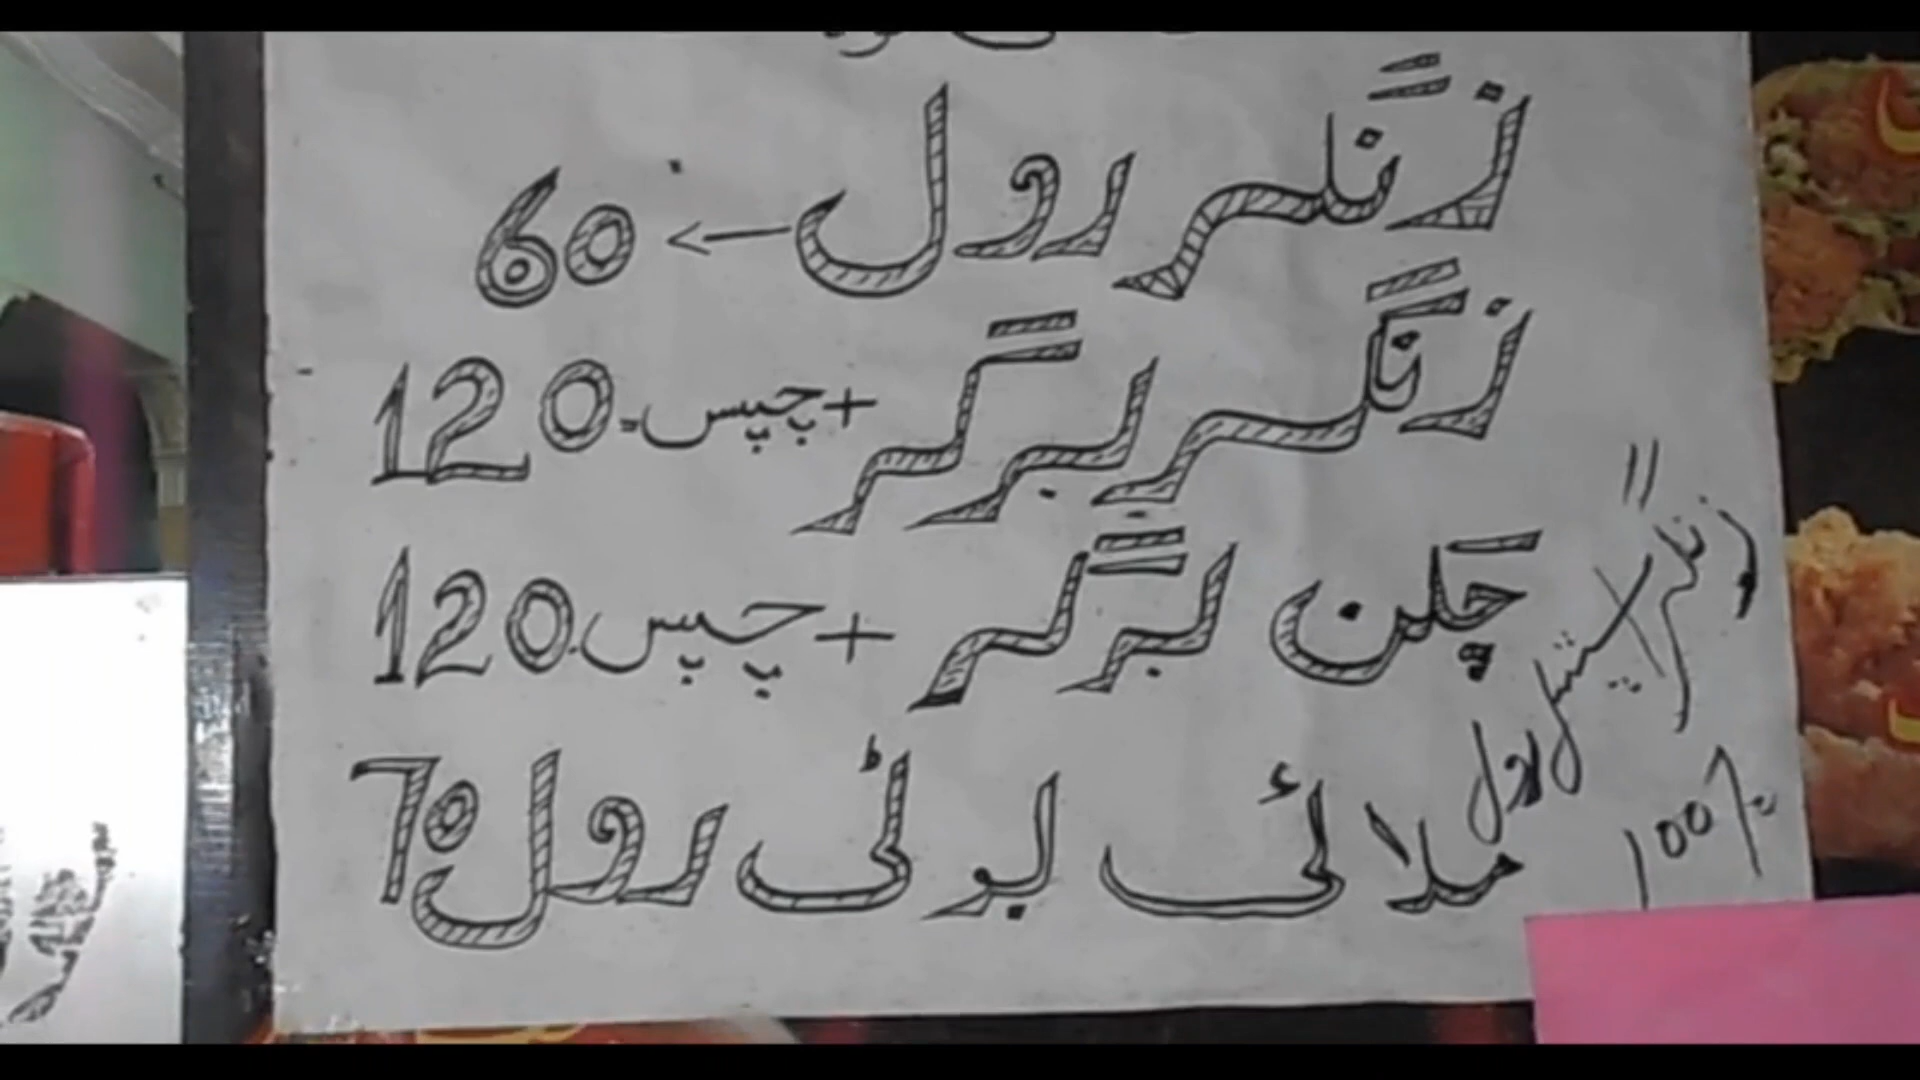 زنگر رول ← 60
زنگر برگر + چپس = 120
چکن برگر + چپس . 120
ملائی بوٹی رول 70
زنگر
اسپیشل رول
100/=